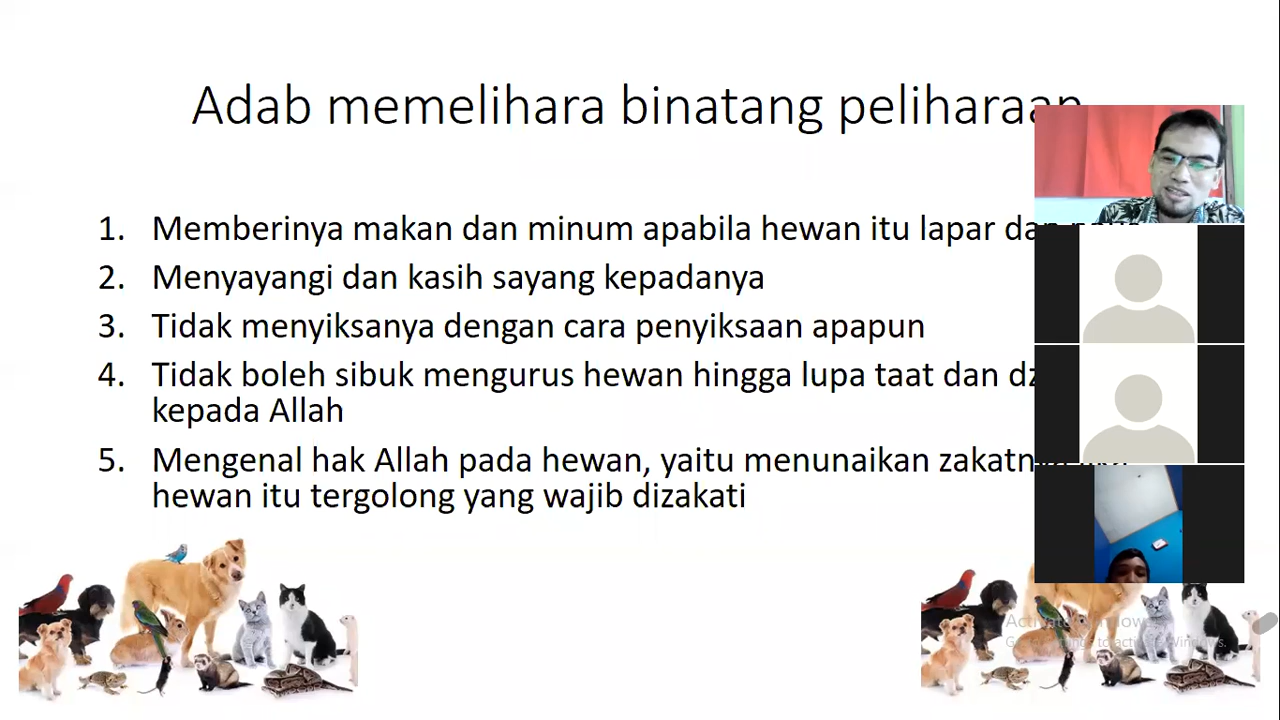 Adab memelihara binatang peliharaan
1. Memberinya makan dan minum apabila hewan itu lapar dan
2. Menyayangi dan kasih sayang kepadanya
3. Tidak menyiksanya dengan cara penyiksaan apapun
4. Tidak boleh sibuk mengurus hewan hingga lupa taat dan
kepada Allah
5. Mengenal hak Allah pada hewan, yaitu menunaikan
hewan itu tergolong yang wajib dizakati
Activate Windows